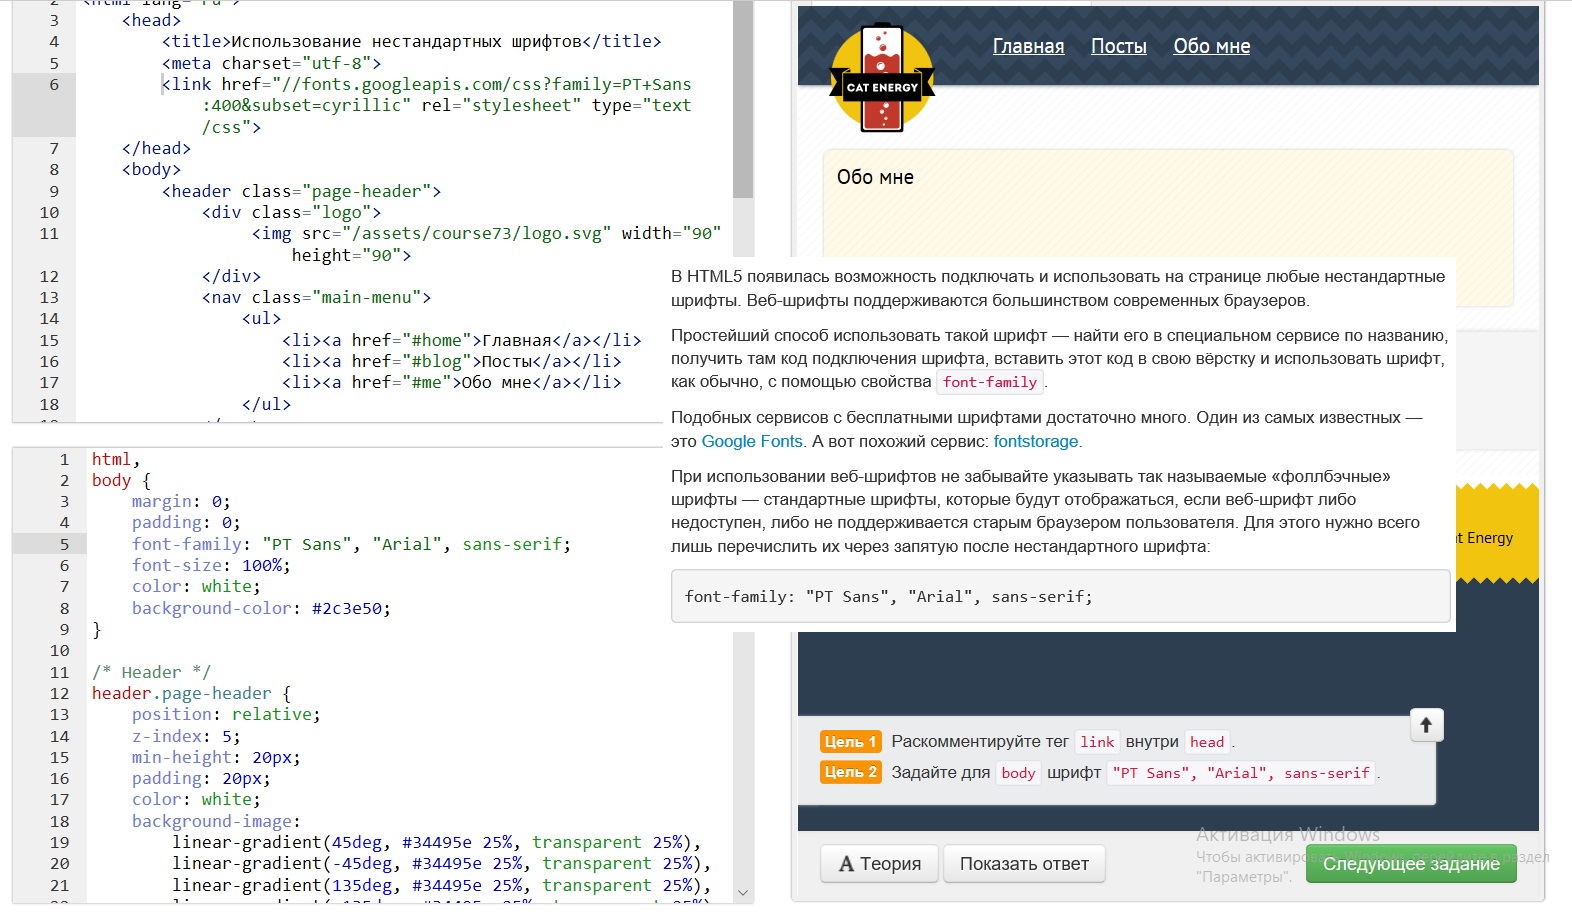 2 <html lang="ru">
3 <head>
4 <title>Использование нестандартных шрифтов</title>
5 <meta charset="utf-8">
6 <link href="//fonts.googleapis.com/css?family=PT+Sans
:400&subset=cyrillic" rel="stylesheet" type="text
/css">
7 </head>
8 <body>
9 <header class="page-header">
10 <div class="logo">
11 <img src="/assets/course73/logo.svg" width="90"
height="90">
12 </div>
13 <nav class="main-menu">
14 <ul>
15 <li><a href="#home">Главная</a></li>
16 <li><a href="#blog">Посты</a></li>
17 <li><a href="#me">Обо мне</a></li>
18 </ul>
1 html,
2 body {
3 margin: 0;
4 padding: 0;
5 font-family: "PT Sans", "Arial", sans-serif;
6 font-size: 100%;
7 color: white;
8 background-color: #2c3e50;
9 }
10
11 /* Header */
12 header.page-header {
13 position: relative;
14 z-index: 5;
15 min-height: 20px;
16 padding: 20px;
17 color: white;
18 background-image:
19 linear-gradient(45deg, #34495e 25%, transparent 25%),
20 linear-gradient(-45deg, #34495e 25%, transparent 25%),
21 linear-gradient(135deg, #34495e 25%, transparent 25%),
CAT ENERGY
Главная Посты Обо мне
Обо мне
В HTML5 появилась возможность подключать и использовать на странице любые нестандартные
шрифты. Веб-шрифты поддерживаются большинством современных браузеров.
Простейший способ использовать такой шрифт — найти его в специальном сервисе по названию,
получить там код подключения шрифта, вставить этот код в свою вёрстку и использовать шрифт,
как обычно, с помощью свойства font-family.
Подобных сервисов с бесплатными шрифтами достаточно много. Один из самых известных —
это Google Fonts. А вот похожий сервис: fontstorage.
При использовании веб-шрифтов не забывайте указывать так называемые «фоллбэчные»
шрифты — стандартные шрифты, которые будут отображаться, если веб-шрифт либо
недоступен, либо не поддерживается старым браузером пользователя. Для этого нужно всего
лишь перечислить их через запятую после нестандартного шрифта:
font-family: "PT Sans", "Arial", sans-serif;
t Energy
Цель 1 Раскомментируйте тег link внутри head.
Цель 2 Задайте для body шрифт "PT Sans", "Arial", sans-serif.
Активация Windows
Чтобы раздел
"Параметры".
А Теория Показать ответ Следующее задание